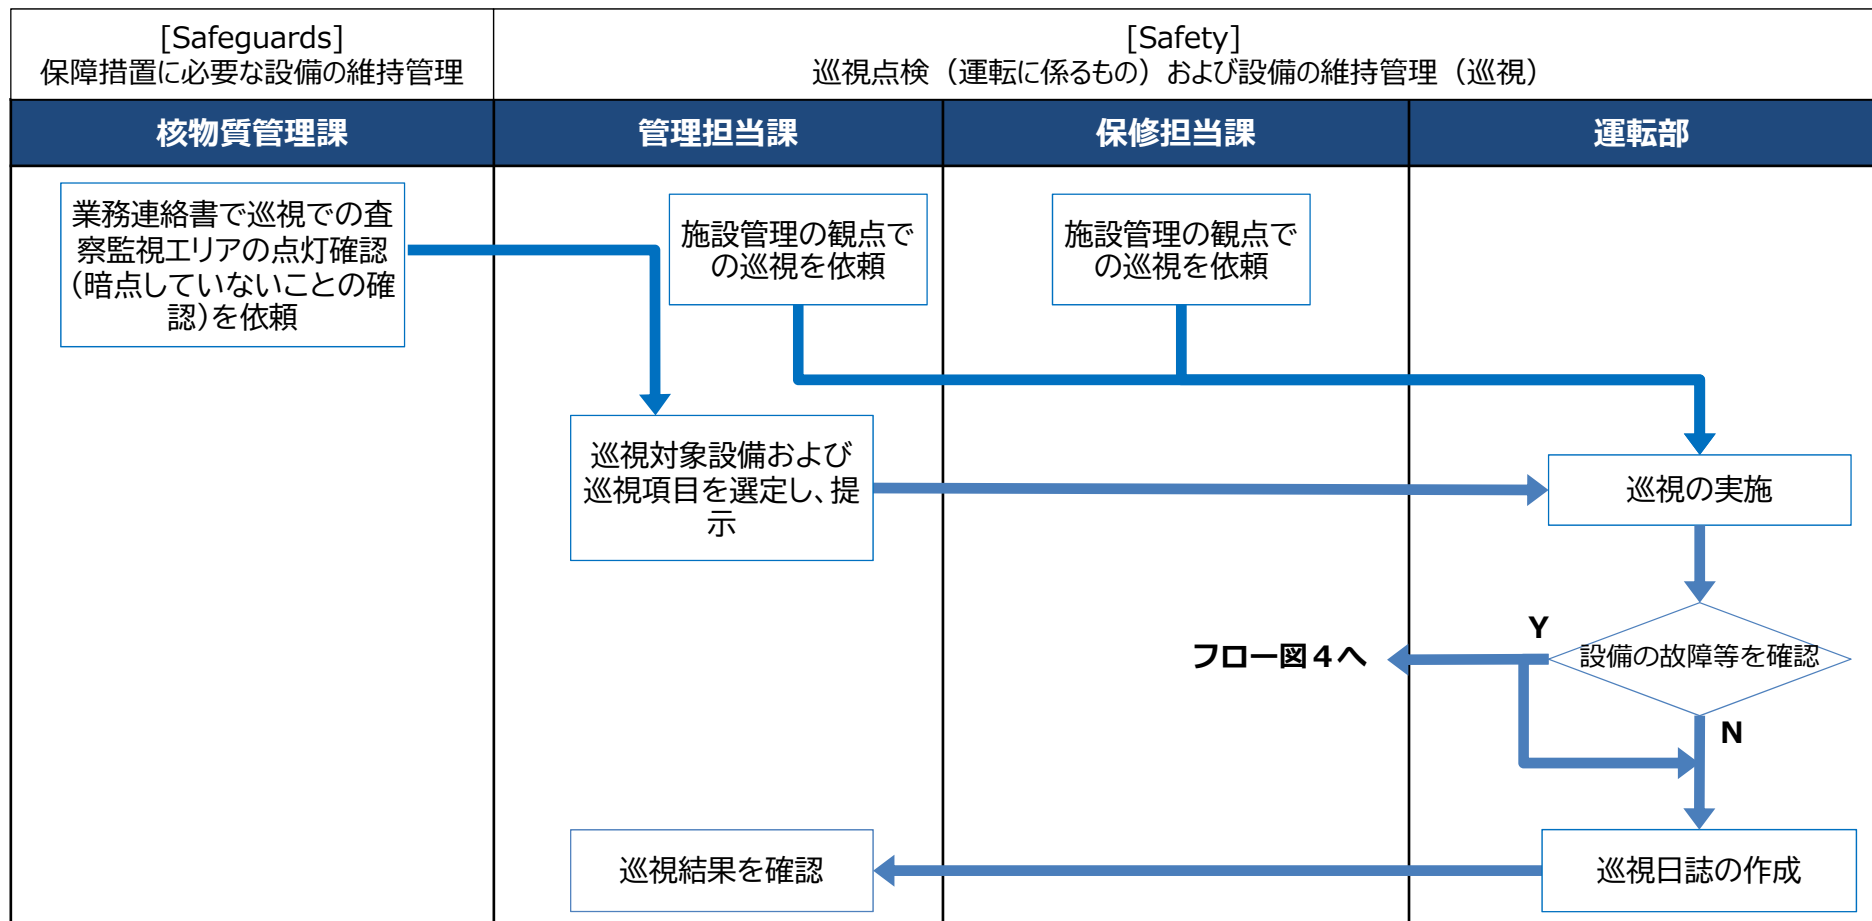 [Safeguards]
保障措置に必要な設備の維持管理
[Safety]
巡視点検（運転に係るもの）および設備の維持管理（巡視）
核物質管理課
管理担当課
保修担当課
運転部
業務連絡書で巡視での査
察監視エリアの点灯確認
（暗点していないことの確
認）を依頼
施設管理の観点で
の巡視を依頼
施設管理の観点で
の巡視を依頼
巡視対象設備および
巡視項目を選定し、提
示
巡視の実施
設備の故障等を確認
Y
フロー図４へ
N
巡視結果を確認
巡視日誌の作成